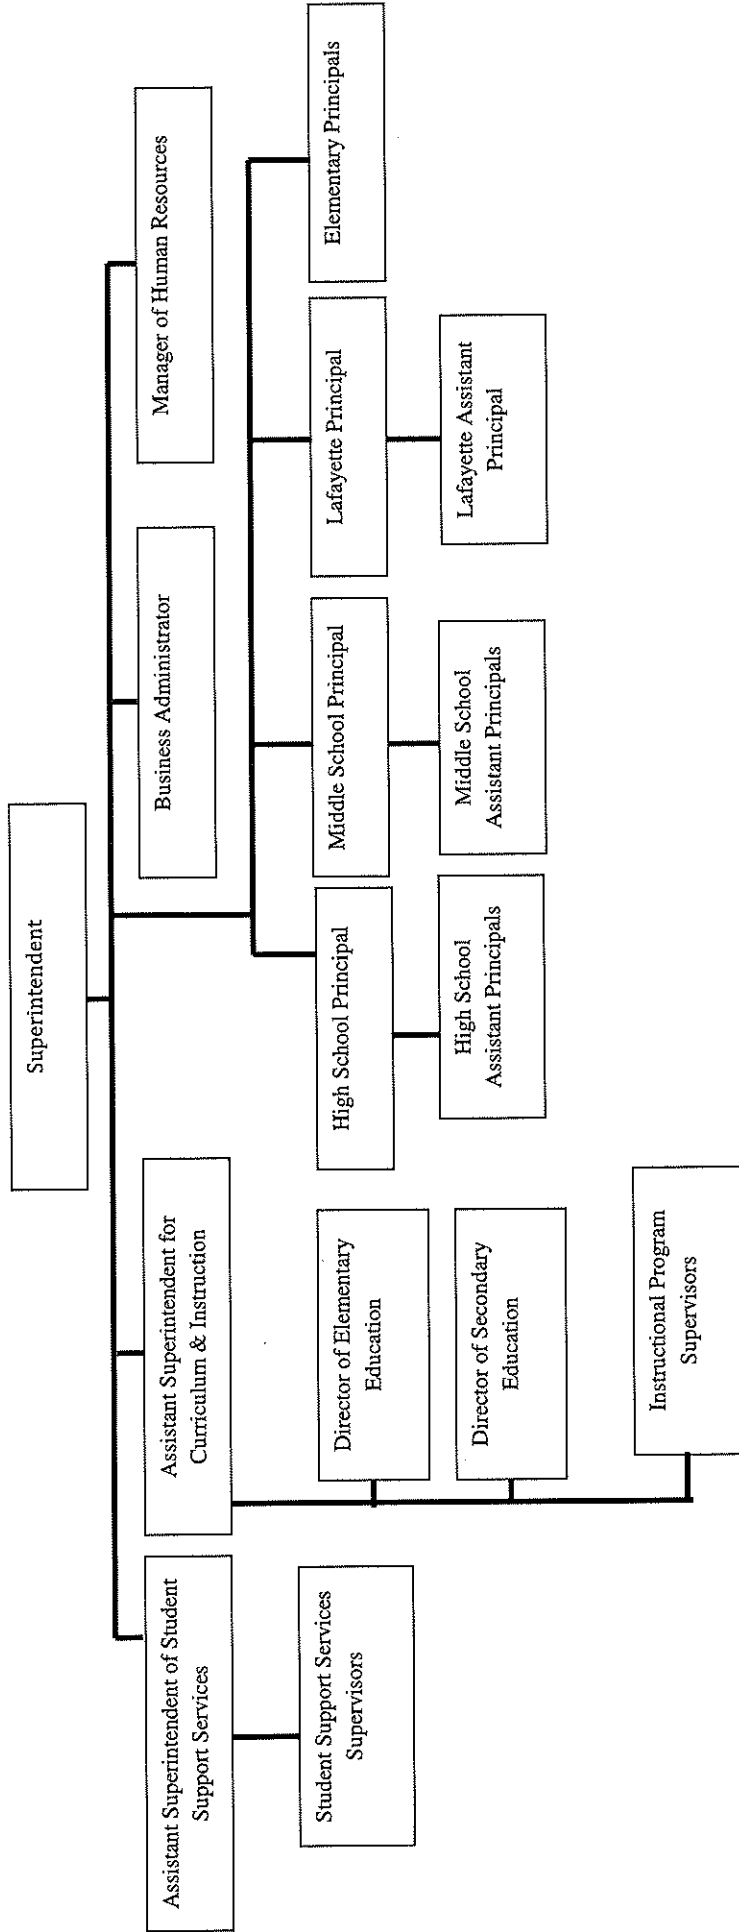 Superintendent
Assistant Superintendent of Student
Support Services
Assistant Superintendent for
Curriculum & Instruction
Business Administrator
Manager of Human Resources
Student Support Services
Supervisors
Director of Elementary
Education
Director of Secondary
Education
Instructional Program
Supervisors
High School Principal
Middle School Principal
Lafayette Principal
Elementary Principals
High School
Assistant Principals
Middle School
Assistant Principals
Lafayette Assistant
Principal